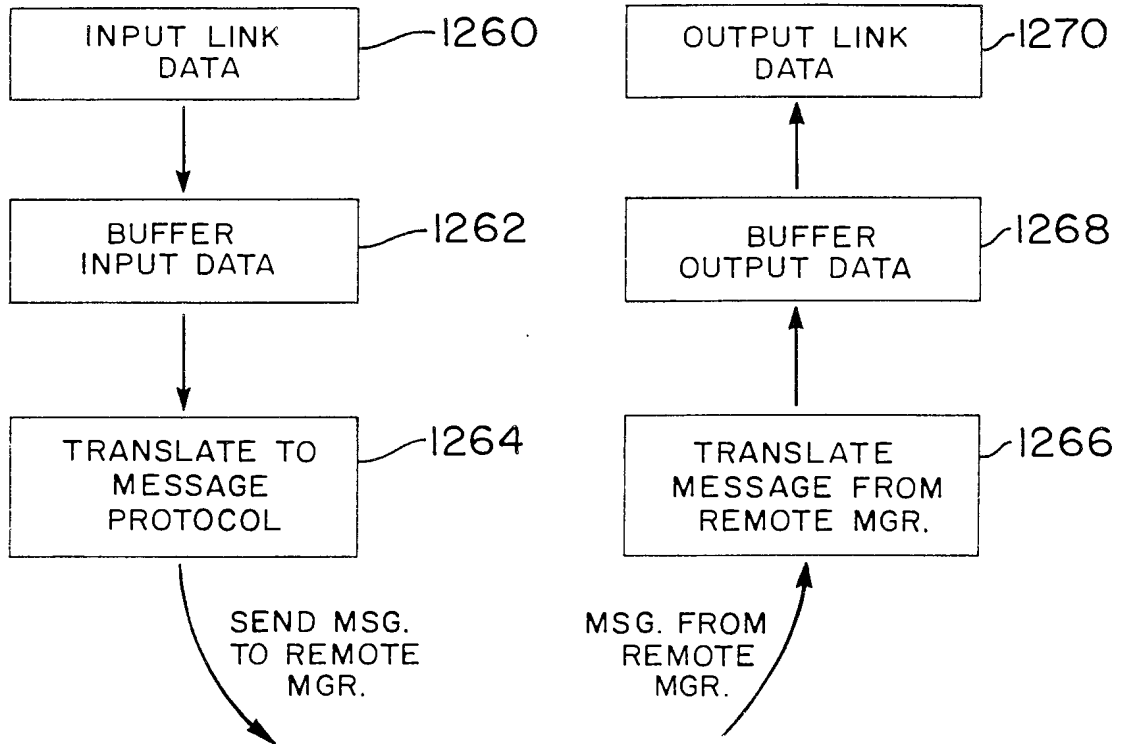 INPUT LINK
DATA
1260
BUFFER
INPUT DATA
1262
TRANSLATE TO
MESSAGE
PROTOCOL
1264
SEND MSG.
TO REMOTE
MGR.
OUTPUT LINK
DATA
1270
BUFFER
OUTPUT DATA
1268
TRANSLATE
MESSAGE FROM
REMOTE MGR.
1266
MSG. FROM
REMOTE
MGR.